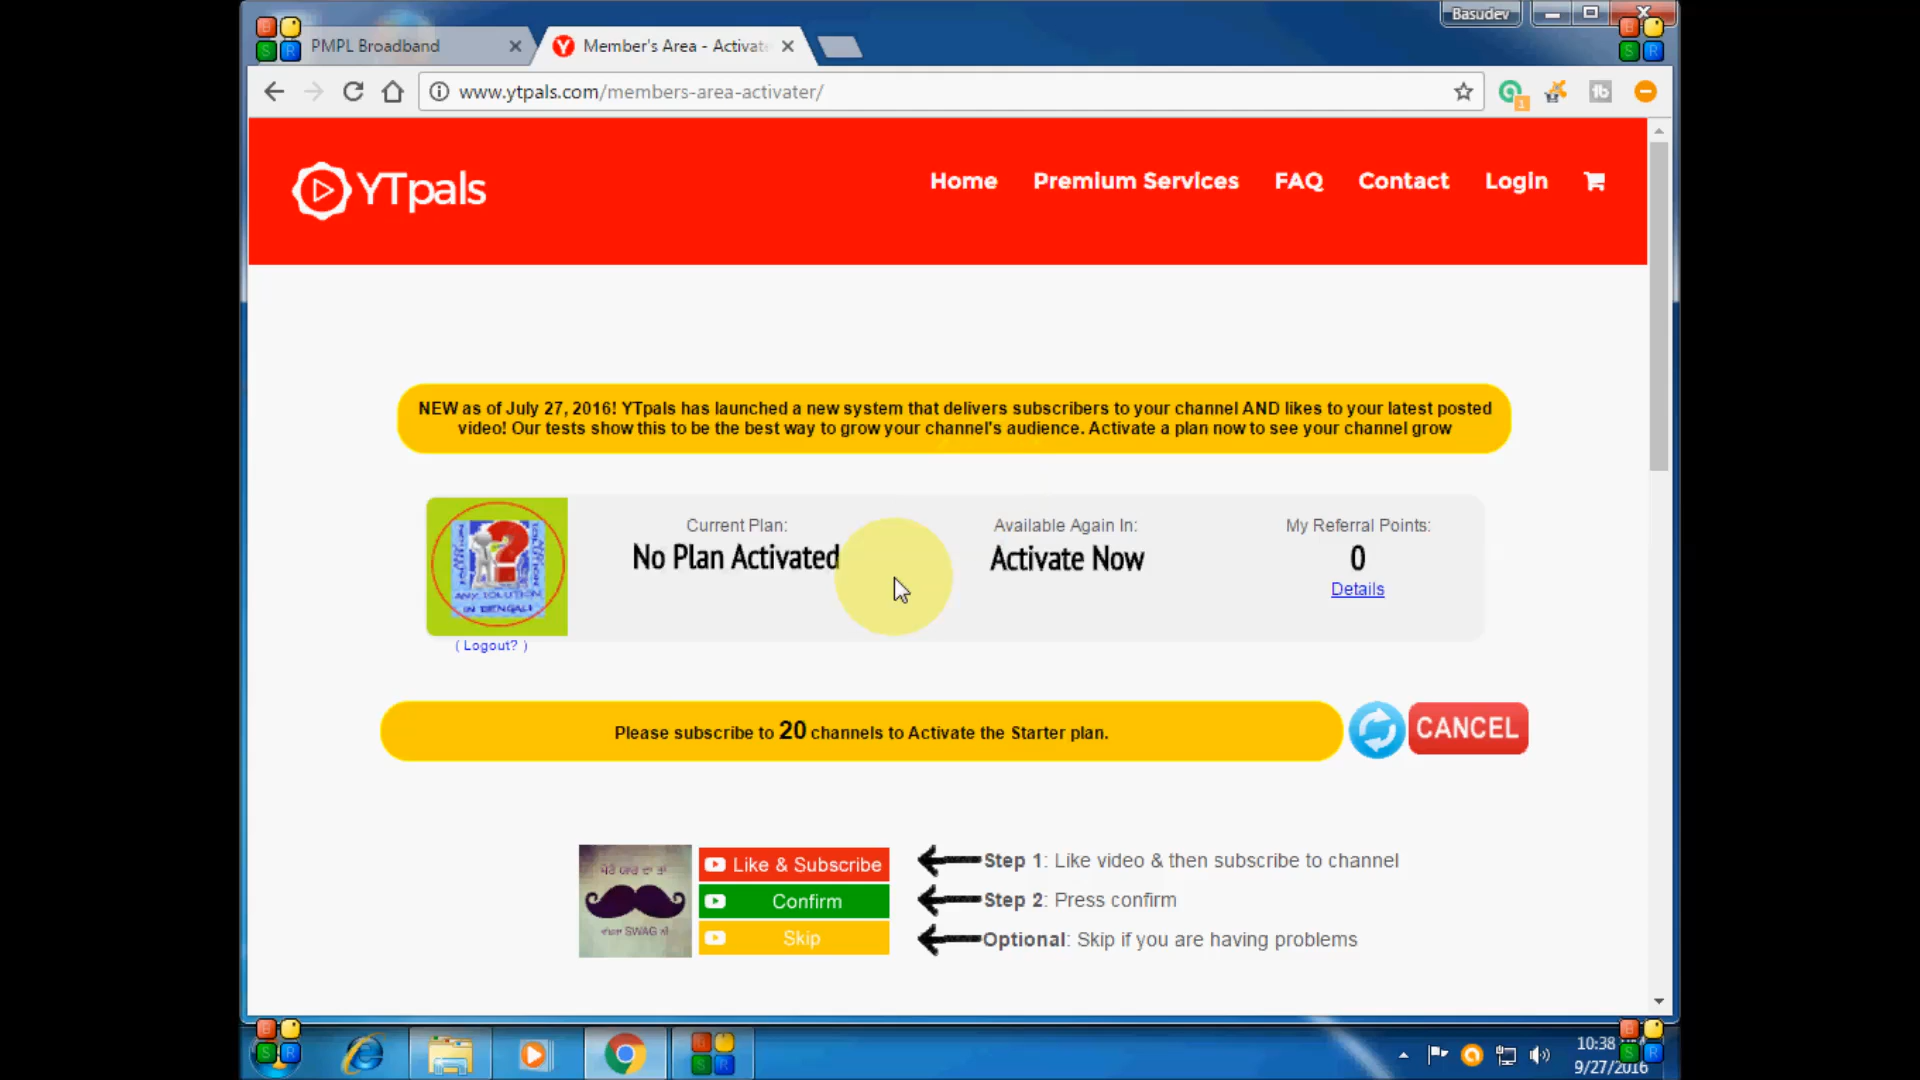 Basudev
PMPL Broadband
Member's Area - Activat
www.ytpals.com/members-area-activater/
1
YTpals
Home
Premium Services
FAQ
Contact
Login
NEW as of July 27, 2016! YTpals has launched a new system that delivers subscribers to your channel AND likes to your latest posted
video! Our tests show this to be the best way to grow your channel's audience. Activate a plan now to see your channel grow
Current Plan:
No Plan Activated
Available Again In:
Activate Now
My Referral Points:
0
Details
ANY SOLUTION
IN BENGALI
( Logout? )
Please subscribe to 20 channels to Activate the Starter plan.
CANCEL
SWAG
Like & Subscribe
Confirm
Skip
Step 1: Like video & then subscribe to channel
Step 2: Press confirm
Optional: Skip if you are having problems
10:38
9/27/2016